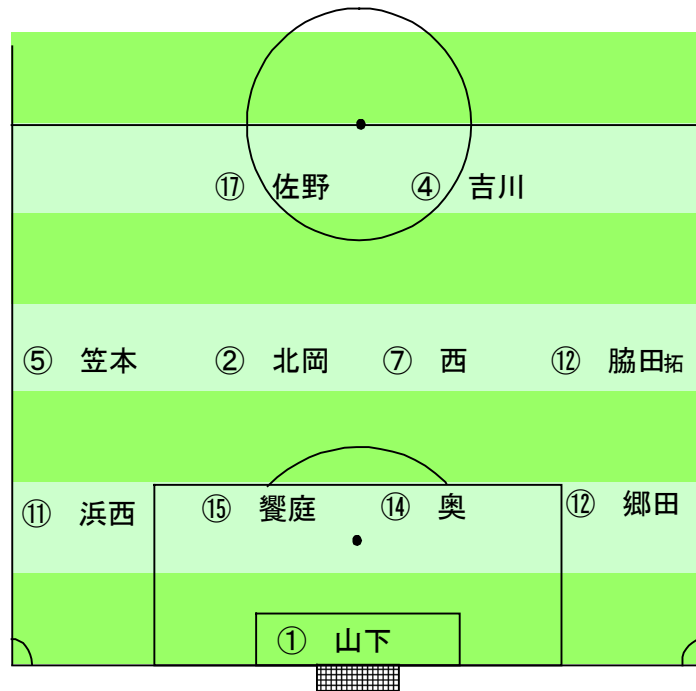 ⑰ 佐野 ④ 吉川
⑤ 笠本 ② 北岡 ⑦ 西 ⑫ 脇田拓
⑪ 浜西 ⑮ 饗庭 ⑭ 奥 ⑫ 郷田
① 山下